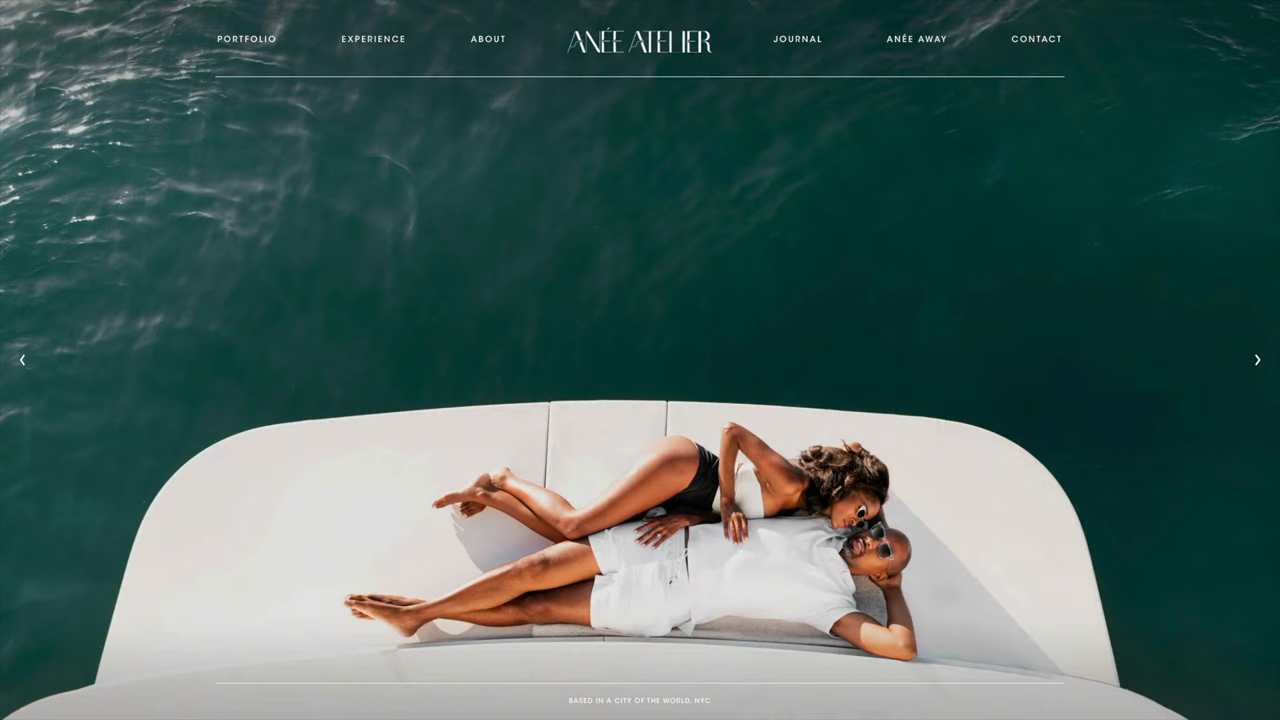 PORTFOLIO EXPERIENCE ABOUT ANÉE ATELIER JOURNAL ANÉE AWAY CONTACT
BASED IN A CITY OF THE WORLD, NYC